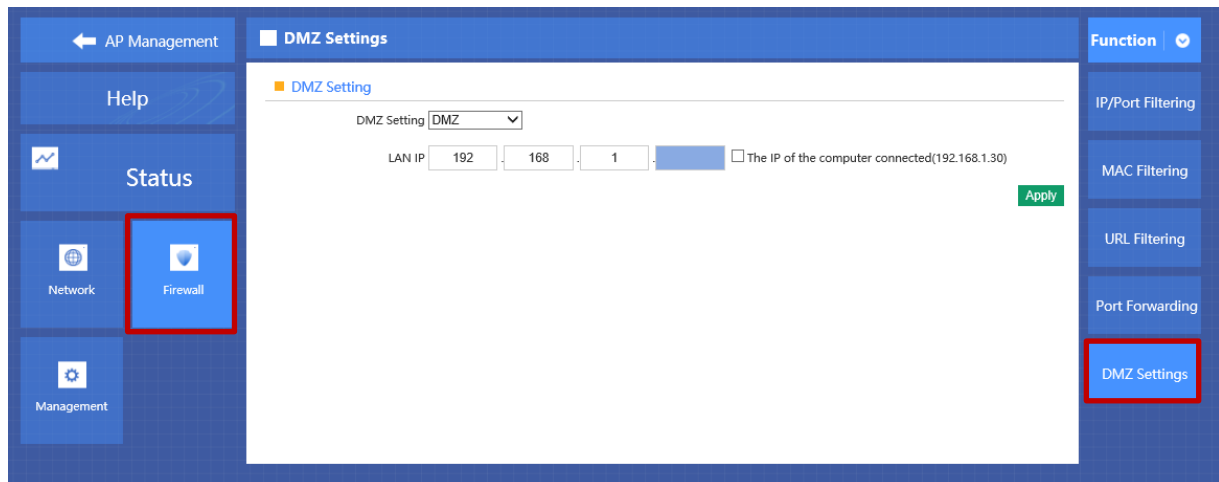 AP Management
Help
Status
Network
Firewall
Management
DMZ Settings
DMZ Setting
DMZ Setting DMZ
LAN IP 192 . 168 . 1 . The IP of the computer connected(192.168.1.30)
Apply
Function
IP/Port Filtering
MAC Filtering
URL Filtering
Port Forwarding
DMZ Settings